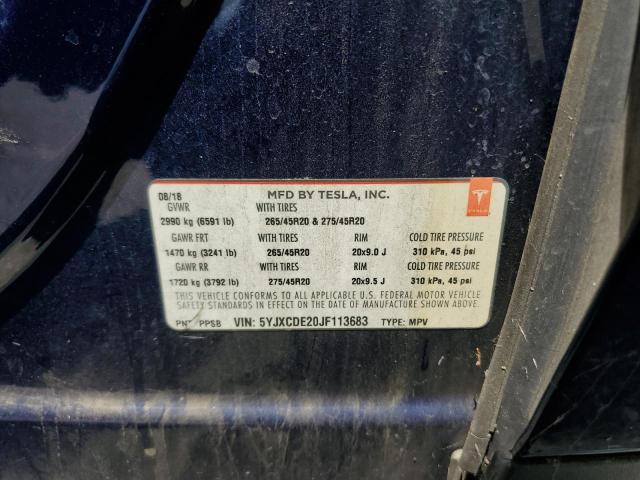 08/18 MFD BY TESLA, INC.
GVWR WITH TIRES
2990 kg (6591 lb) 265/45R20 & 275/45R20
GAWR FRT WITH TIRES RIM COLD TIRE PRESSURE
1470 kg (3241 lb) 265/45R20 20x9.0 J 310 kPa, 45 psi
GAWR RR WITH TIRES RIM COLD TIRE PRESSURE
1720 kg (3792 lb) 275/45R20 20x9.5 J 310 kPa, 45 psi
THIS VEHICLE CONFORMS TO ALL APPLICABLE U.S. FEDERAL MOTOR VEHICLE
SAFETY STANDARDS IN EFFECT ON THE DATE OF MANUFACTURE SHOWN ABOVE.
PNT: PPSB VIN: 5YJXCDE20JF113683 TYPE: MPV
TESLA